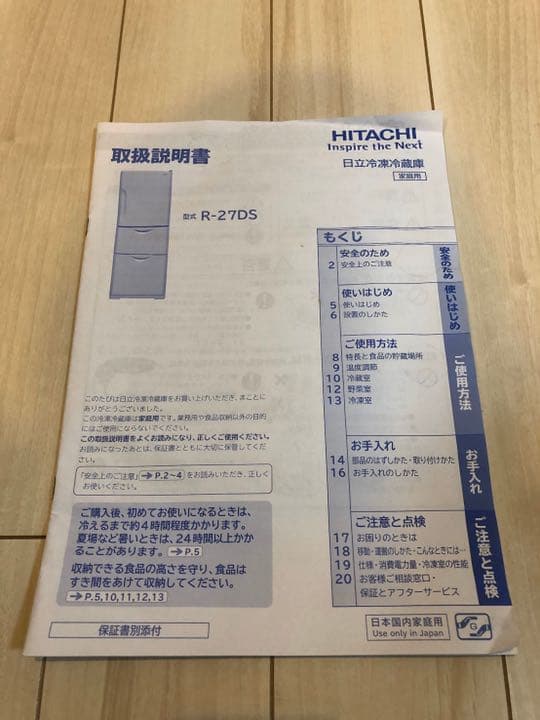 取扱説明書
HITACHI
Inspire the Next
日立冷凍冷蔵庫
家庭用
型式 R-27DS
もくじ
安全のため
2 安全上のご注意
安全のため
使いはじめ
5 使いはじめ
6 設置のしかた
使いはじめ
ご使用方法
8 特長と食品の貯蔵場所
9 温度調節
10 冷蔵室
12 野菜室
13 冷凍室
ご使用方法
お手入れ
14 部品のはずしかた・取り付けかた
16 お手入れのしかた
お手入れ
ご注意と点検
17 お困りのときは
18 移動・運搬のしかた・こんなときには…
19 仕様・消費電力量・冷凍室の性能
20 お客様ご相談窓口・
保証とアフターサービス
ご注意と点検
このたびは日立冷凍冷蔵庫をお買い上げいただき、まことに
ありがとうございました。
この冷凍冷蔵庫は家庭用です。業務用や食品収納以外の目的
にはご使用にならないでください。
この取扱説明書をよくお読みになり、正しくご使用ください。
お読みになったあとは、保証書とともに大切に保管してくだ
さい。
「安全上のご注意」➡P.2~4 をお読みいただき、正しく
お使いください。
ご購入後、初めてお使いになるときは、
冷えるまで約4時間程度かかります。
夏場など暑いときは、24時間以上かか
ることがあります。➡P.5
収納できる食品の高さを守り、食品は
すき間をあけて収納してください。
➡P.5,10,11,12,13
保証書別添付
日本国内家庭用
Use only in Japan
G